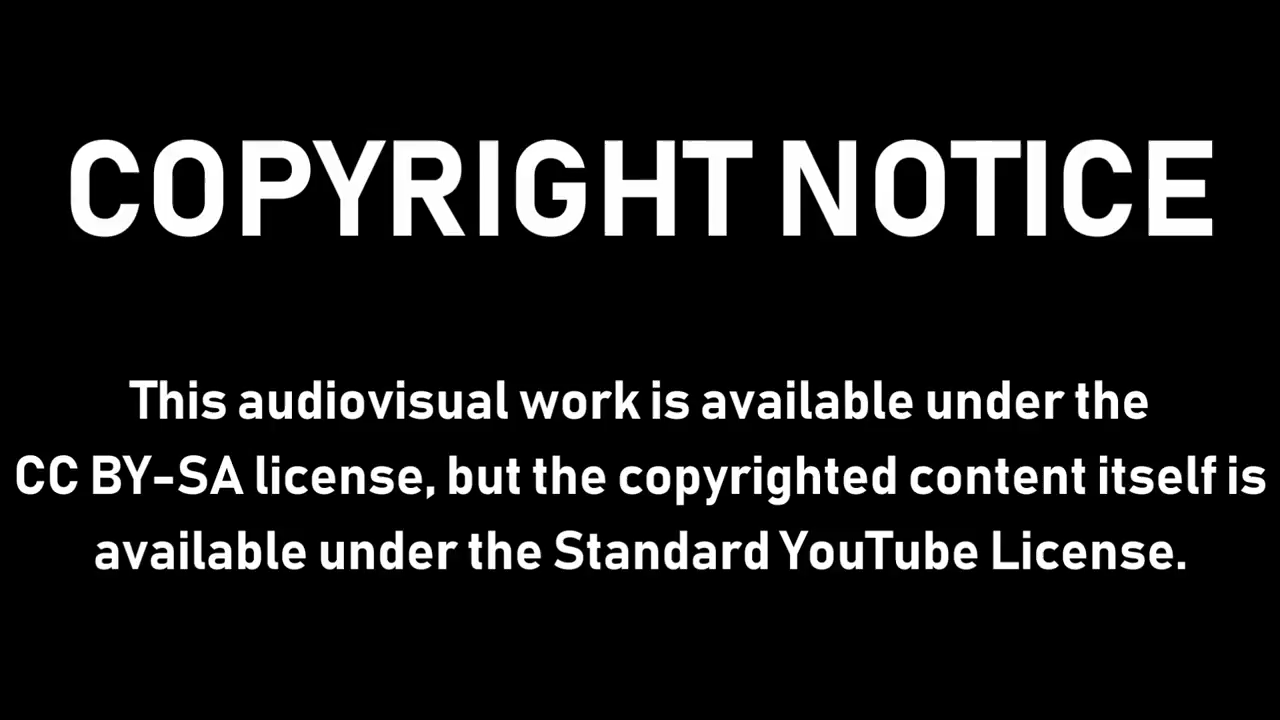 COPYRIGHT NOTICE
This audiovisual work is available under the
CC BY-SA license, but the copyrighted content itself is
available under the Standard YouTube License.